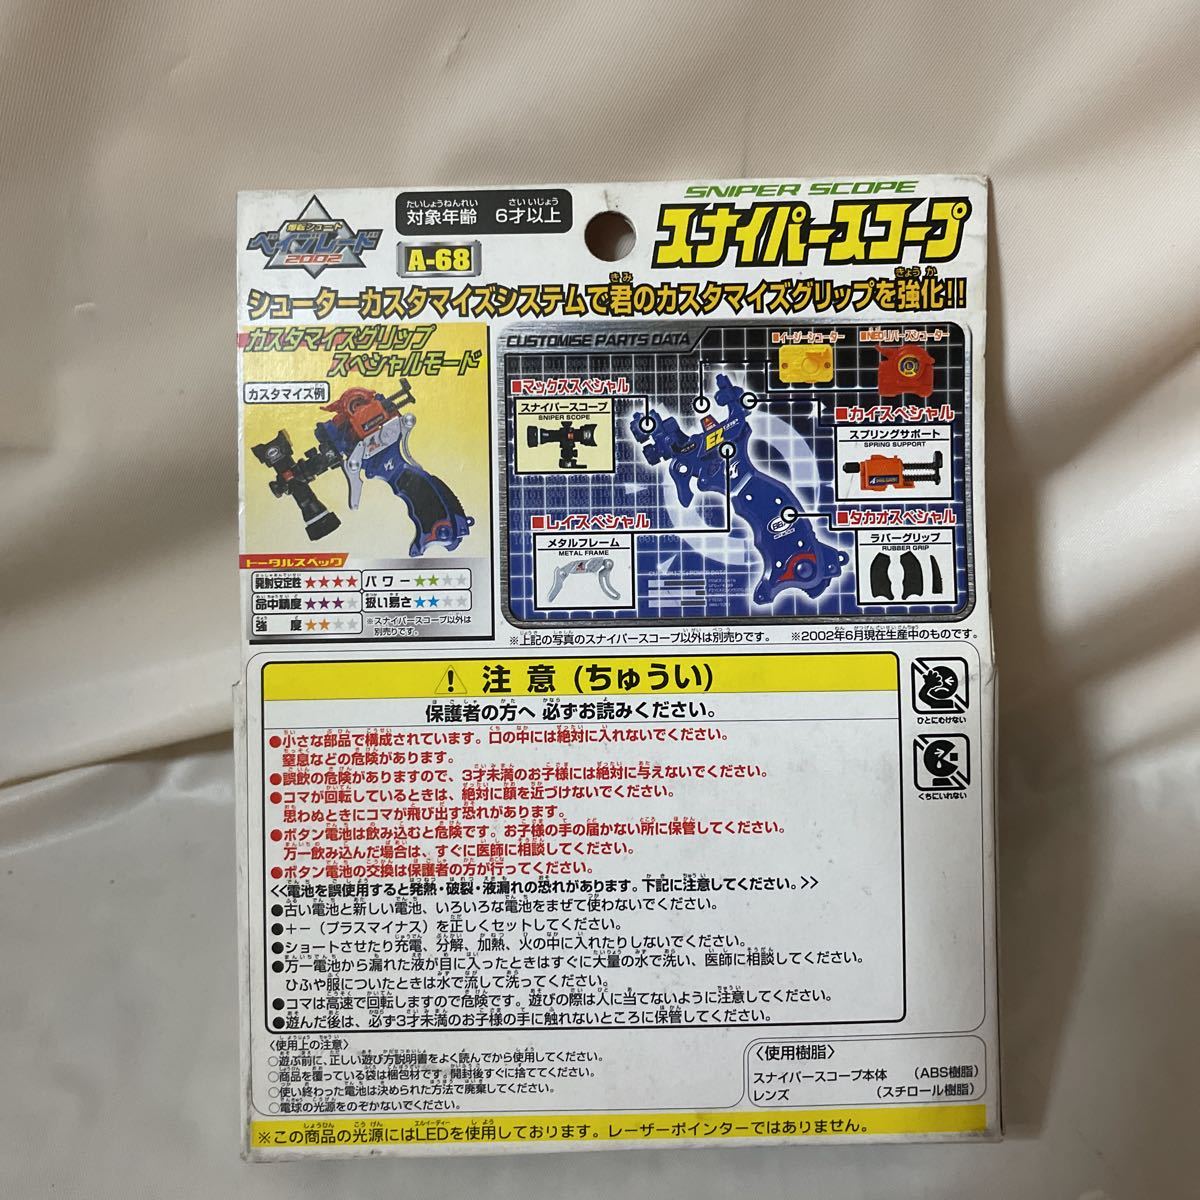 爆転シュート
ベイブレード
2002
たいしょうねんれい さいいじょう
対象年齢 6才以上
A-68
SNIPER SCOPE
スナイパースコープ
シューターカスタマイズシステムで君のカスタマイズグリップを強化!!
カスタマイズグリップ
スペシャルモード
カスタマイズ例
トータルスペック
発射安定性 ★★★★
パワー ★★☆☆
命中精度 ★★★☆
扱い易さ ★★☆☆
強度 ★★☆☆
※スナイパースコープ以外は
別売りです。
CUSTOMISE PARTS DATA
■イージーシューター
■NEOリバースシューター
■マックススペシャル
スナイパースコープ
SNIPER SCOPE
■カイスペシャル
スプリングサポート
SPRING SUPPORT
EZ
■レイスペシャル
メタルフレーム
METAL FRAME
■タカオスペシャル
ラバーグリップ
RUBBER GRIP
※上記の写真のスナイパースコープ以外は別売りです。 ※2002年6月現在生産中のものです。
注意(ちゅうい)
保護者の方へ 必ずお読みください。
●小さな部品で構成されています。口の中には絶対に入れないでください。
窒息などの危険があります。
●誤飲の危険がありますので、3才未満のお子様には絶対に与えないでください。
●コマが回転しているときは、絶対に顔を近づけないでください。
思わぬときにコマが飛び出す恐れがあります。
●ボタン電池は飲み込むと危険です。お子様の手の届かない所に保管してください。
万一飲み込んだ場合は、すぐに医師に相談してください。
●ボタン電池の交換は保護者の方が行ってください。
≪電池を誤使用すると発熱・破裂・液漏れの恐れがあります。下記に注意してください。≫
●古い電池と新しい電池、いろいろな電池をまぜて使わないでください。
●+−(プラスマイナス)を正しくセットしてください。
●ショートさせたり充電、分解、加熱、火の中に入れたりしないでください。
●万一電池から漏れた液が目に入ったときはすぐに大量の水で洗い、医師に相談してください。
ひふや服についたときは水で流して洗ってください。
●コマは高速で回転しますので危険です。遊びの際は人に当てないように注意してください。
●遊んだ後は、必ず3才未満のお子様の手に触れないところに保管してください。
ひとにむけない
くちにいれない
〈使用上の注意〉
○遊ぶ前に、正しい遊び方説明書をよく読んでから使用してください。
○商品を覆っている袋は梱包材です。開封後すぐに捨ててください。
○使い終わった電池は決められた方法で廃棄してください。
○電球の光源をのぞかないでください。
〈使用樹脂〉
スナイパースコープ本体 (ABS樹脂)
レンズ (スチロール樹脂)
※この商品の光源にはLEDを使用しております。レーザーポインターではありません。